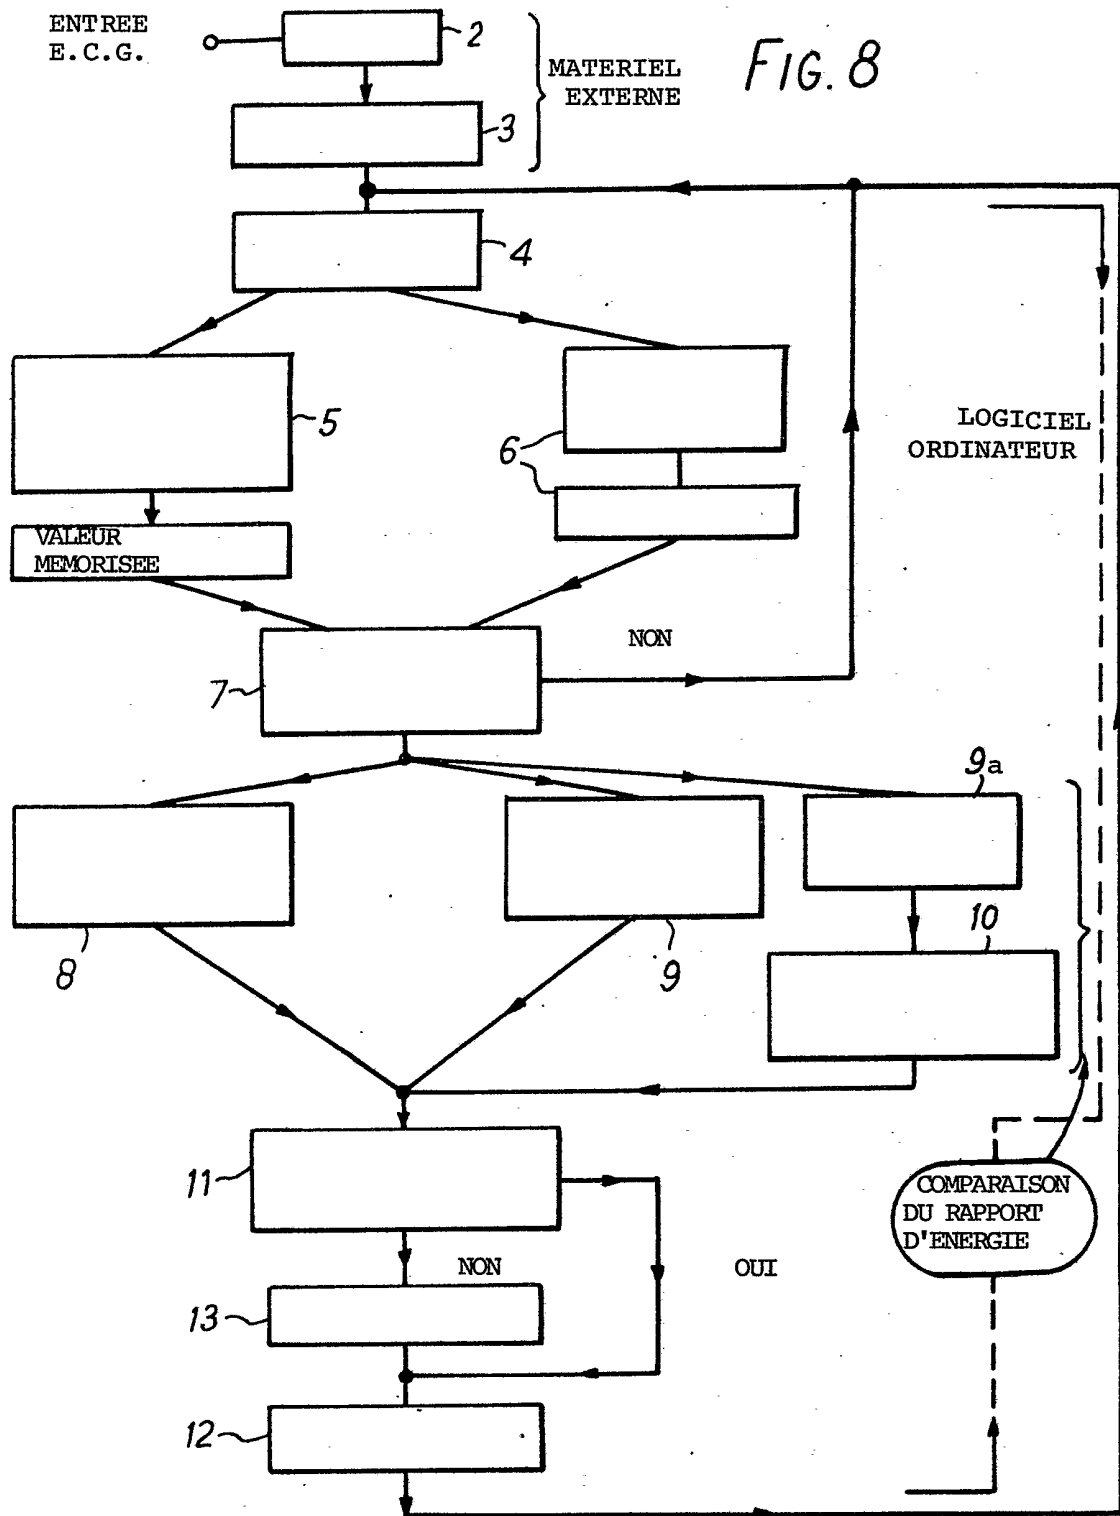 ENTREE
E.C.G.
2
MATERIEL
EXTERNE
FIG. 8
3
4
5
6
LOGICIEL
ORDINATEUR
VALEUR
MEMORISEE
NON
7
9a
8
9
10
11
COMPARAISON
DU RAPPORT
D'ENERGIE
NON
OUI
13
12